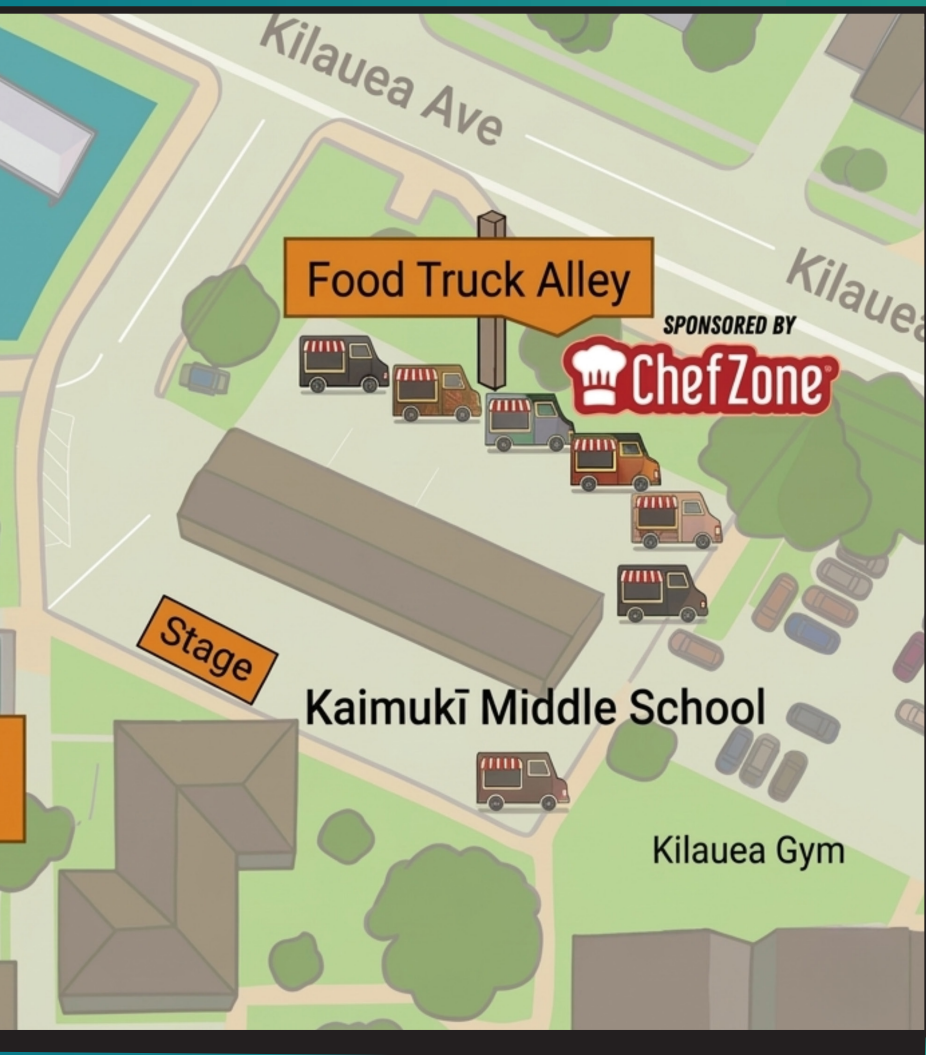 Kilauea Ave
Food Truck Alley
Kilauea
SPONSORED BY
ChefZone®
Stage
Kaimukī Middle School
Kilauea Gym